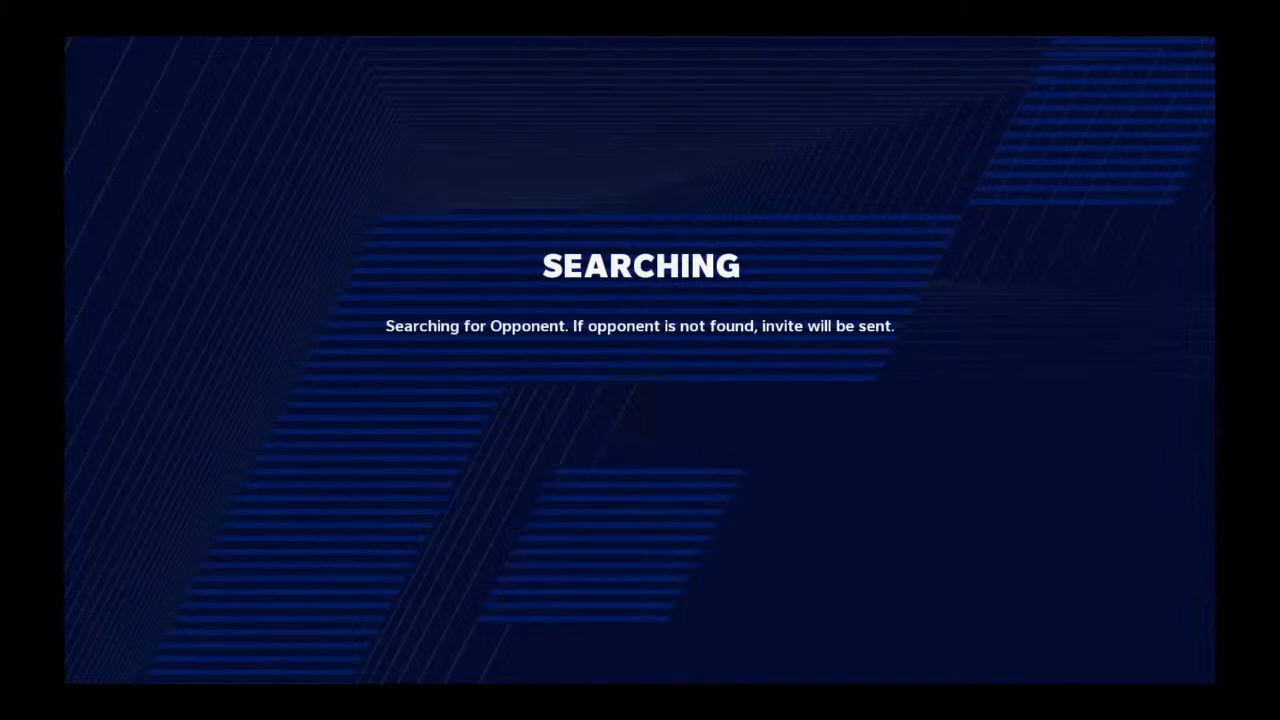 SEARCHING
Searching for Opponent. If opponent is not found, invite will be sent.